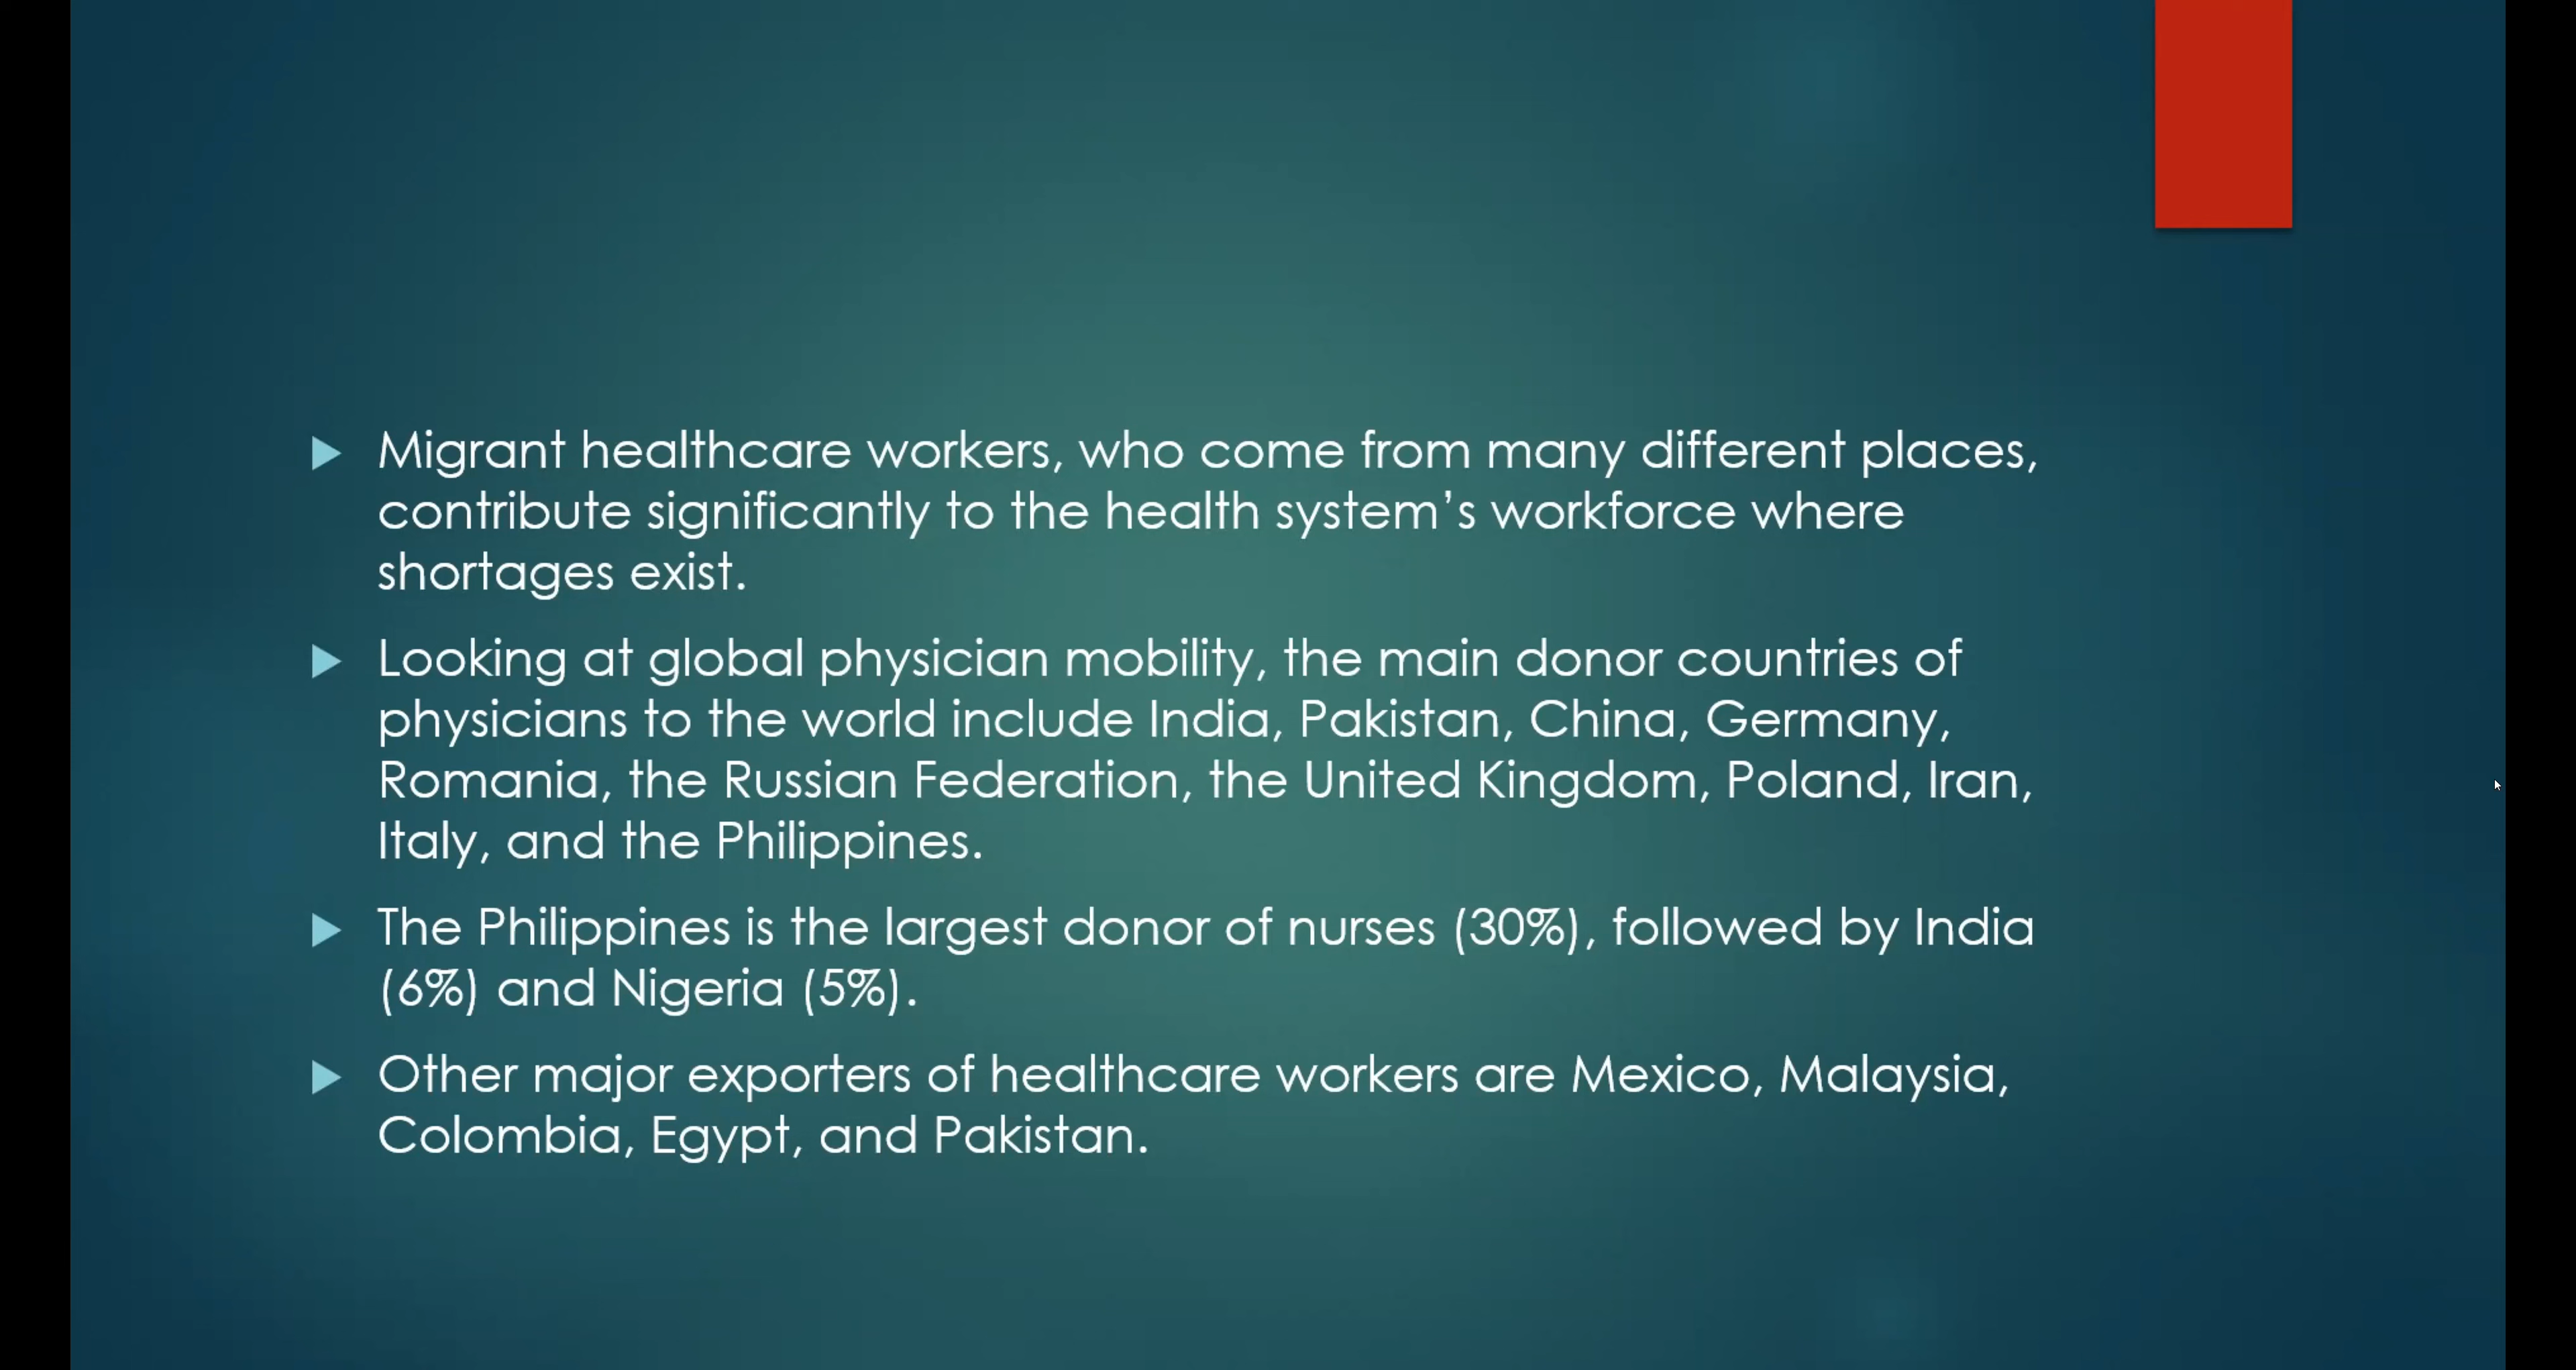 Migrant healthcare workers, who come from many different places,
contribute significantly to the health system’s workforce where
shortages exist.
Looking at global physician mobility, the main donor countries of
physicians to the world include India, Pakistan, China, Germany,
Romania, the Russian Federation, the United Kingdom, Poland, Iran,
Italy, and the Philippines.
The Philippines is the largest donor of nurses (30%), followed by India
(6%) and Nigeria (5%).
Other major exporters of healthcare workers are Mexico, Malaysia,
Colombia, Egypt, and Pakistan.